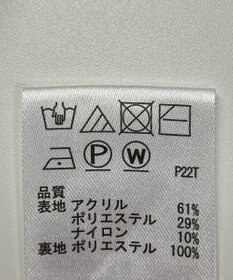 P W
P22T
品質
表地 アクリル 61%
ポリエステル 29%
ナイロン 10%
裏地 ポリエステル 100%